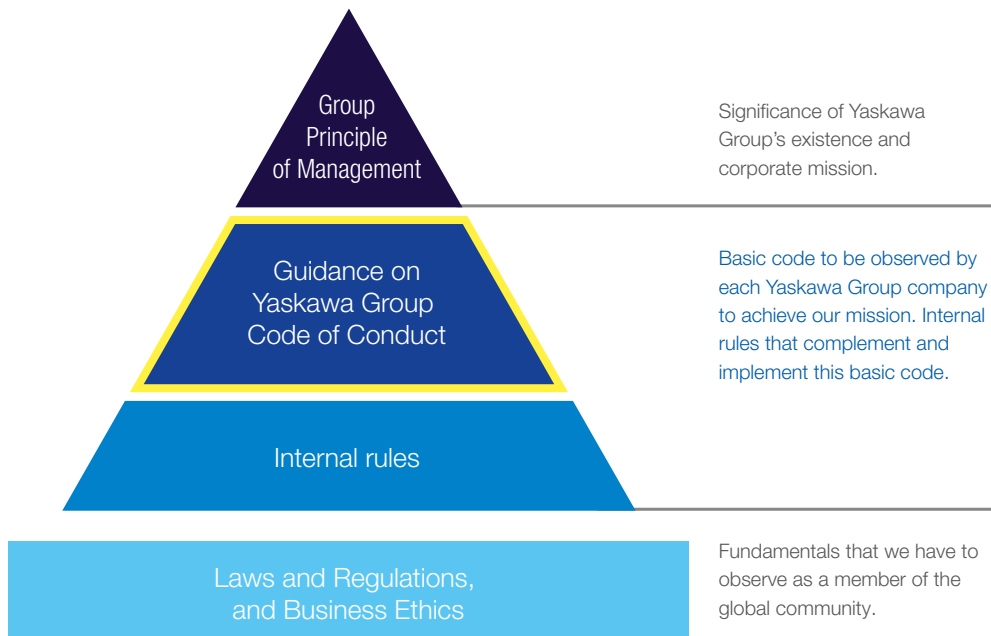 Group
Principle
of Management
Significance of Yaskawa
Group’s existence and
corporate mission.
Guidance on
Yaskawa Group
Code of Conduct
Basic code to be observed by
each Yaskawa Group company
to achieve our mission. Internal
rules that complement and
implement this basic code.
Internal rules
Laws and Regulations,
and Business Ethics
Fundamentals that we have to
observe as a member of the
global community.